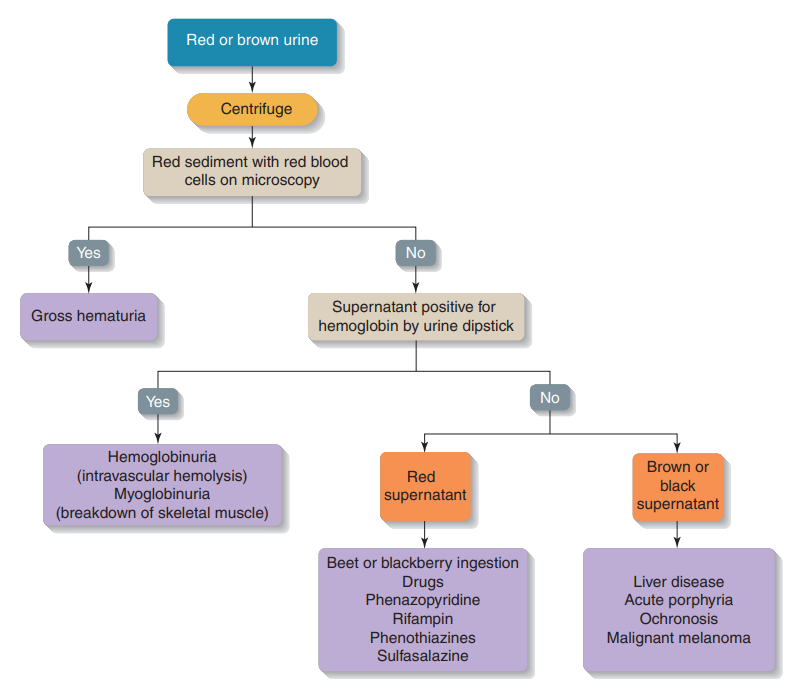 Red or brown urine
Centrifuge
Red sediment with red blood
cells on microscopy
Yes
No
Gross hematuria
Supernatant positive for
hemoglobin by urine dipstick
Yes
No
Hemoglobinuria
(intravascular hemolysis)
Myoglobinuria
(breakdown of skeletal muscle)
Red
supernatant
Brown or
black
supernatant
Beet or blackberry ingestion
Drugs
Phenazopyridine
Rifampin
Phenothiazines
Sulfasalazine
Liver disease
Acute porphyria
Ochronosis
Malignant melanoma